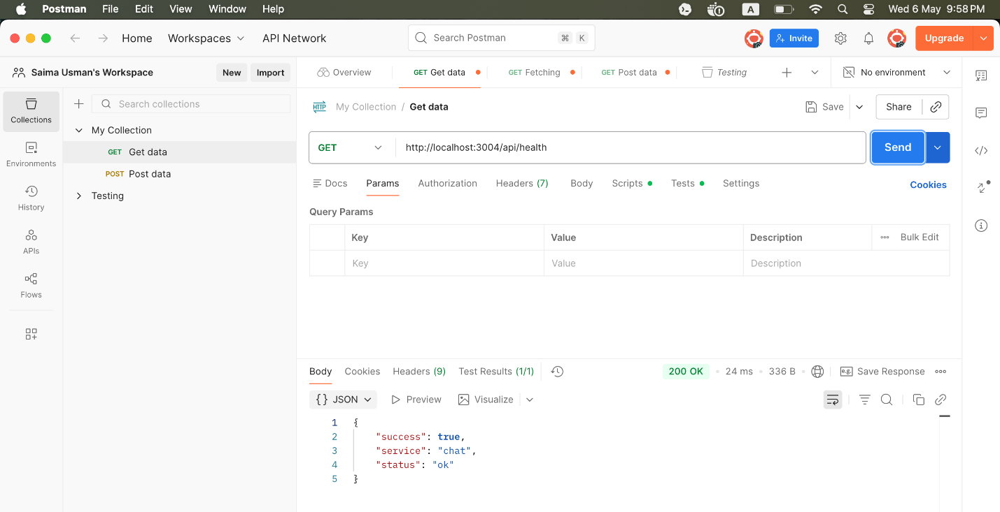 Postman File Edit View Window Help A Wed 6 May 9:58 PM
Home Workspaces API Network Search Postman ⌘ K Invite Upgrade
Saima Usman's Workspace New Import Overview GET Get data GET Fetching GET Post data Testing No environment
Collections
Environments
History
APIs
Flows
Search collections
My Collection
GET Get data
POST Post data
Testing
HTTP My Collection / Get data Save Share
GET http://localhost:3004/api/health Send
Docs Params Authorization Headers (7) Body Scripts Tests Settings Cookies
Query Params
Key Value Description Bulk Edit
Key Value Description
Body Cookies Headers (9) Test Results (1/1) 200 OK 24 ms 336 B e.g. Save Response
{} JSON Preview Visualize
1 {
2 "success": true,
3 "service": "chat",
4 "status": "ok"
5 }